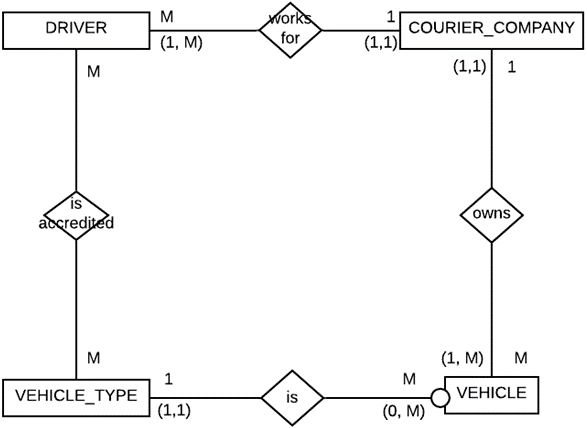 DRIVER
M
(1, M)
works
for
1
(1,1)
COURIER_COMPANY
M
(1,1)
1
is
accredited
owns
M
(1, M)
M
VEHICLE_TYPE
1
(1,1)
is
M
(0, M)
VEHICLE